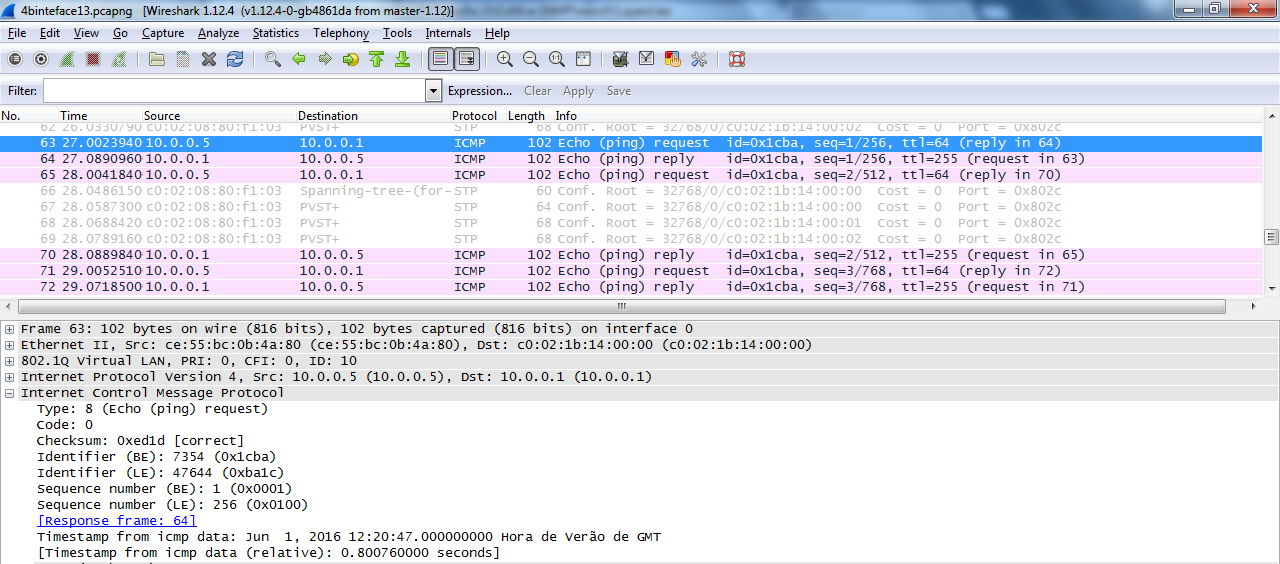 4binteface13.pcapng [Wireshark 1.12.4 (v1.12.4-0-gb4861da from master-1.12)]
File Edit View Go Capture Analyze Statistics Telephony Tools Internals Help
Filter: Expression... Clear Apply Save
No. Time Source Destination Protocol Length Info
62 26.0330790 c0:02:08:80:f1:03 PVST+ STP 68 Conf. Root = 32768/0/c0:02:1b:14:00:02 Cost = 0 Port = 0x802c
63 27.0023940 10.0.0.5 10.0.0.1 ICMP 102 Echo (ping) request id=0x1cba, seq=1/256, ttl=64 (reply in 64)
64 27.0890960 10.0.0.1 10.0.0.5 ICMP 102 Echo (ping) reply id=0x1cba, seq=1/256, ttl=255 (request in 63)
65 28.0041840 10.0.0.5 10.0.0.1 ICMP 102 Echo (ping) request id=0x1cba, seq=2/512, ttl=64 (reply in 70)
66 28.0486150 c0:02:08:80:f1:03 Spanning-tree-(for- STP 60 Conf. Root = 32768/0/c0:02:1b:14:00:00 Cost = 0 Port = 0x802c
67 28.0587300 c0:02:08:80:f1:03 PVST+ STP 64 Conf. Root = 32768/0/c0:02:1b:14:00:00 Cost = 0 Port = 0x802c
68 28.0688420 c0:02:08:80:f1:03 PVST+ STP 68 Conf. Root = 32768/0/c0:02:1b:14:00:01 Cost = 0 Port = 0x802c
69 28.0789160 c0:02:08:80:f1:03 PVST+ STP 68 Conf. Root = 32768/0/c0:02:1b:14:00:02 Cost = 0 Port = 0x802c
70 28.0889840 10.0.0.1 10.0.0.5 ICMP 102 Echo (ping) reply id=0x1cba, seq=2/512, ttl=255 (request in 65)
71 29.0052510 10.0.0.5 10.0.0.1 ICMP 102 Echo (ping) request id=0x1cba, seq=3/768, ttl=64 (reply in 72)
72 29.0718500 10.0.0.1 10.0.0.5 ICMP 102 Echo (ping) reply id=0x1cba, seq=3/768, ttl=255 (request in 71)
Frame 63: 102 bytes on wire (816 bits), 102 bytes captured (816 bits) on interface 0
Ethernet II, Src: ce:55:bc:0b:4a:80 (ce:55:bc:0b:4a:80), Dst: c0:02:1b:14:00:00 (c0:02:1b:14:00:00)
802.1Q Virtual LAN, PRI: 0, CFI: 0, ID: 10
Internet Protocol Version 4, Src: 10.0.0.5 (10.0.0.5), Dst: 10.0.0.1 (10.0.0.1)
Internet Control Message Protocol
Type: 8 (Echo (ping) request)
Code: 0
Checksum: 0xed1d [correct]
Identifier (BE): 7354 (0x1cba)
Identifier (LE): 47644 (0xba1c)
Sequence number (BE): 1 (0x0001)
Sequence number (LE): 256 (0x0100)
[Response frame: 64]
Timestamp from icmp data: Jun 1, 2016 12:20:47.000000000 Hora de Verão de GMT
[Timestamp from icmp data (relative): 0.800760000 seconds]